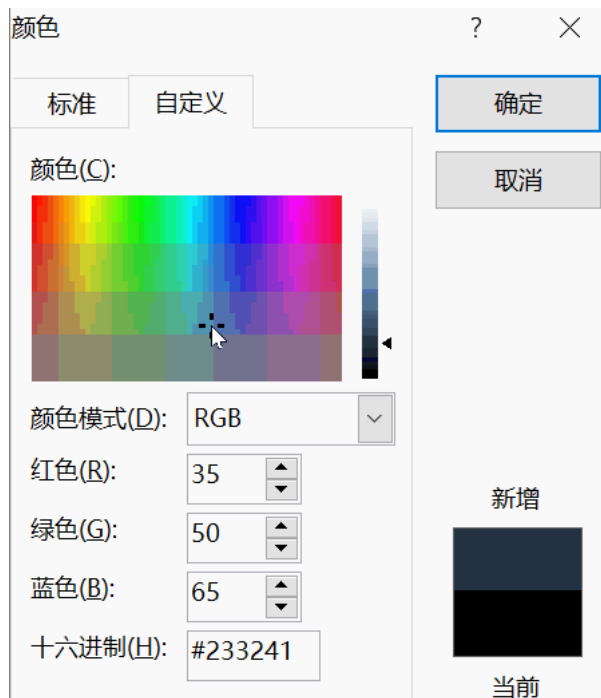 颜色 ?
标准 自定义 确定
取消
颜色(C):
颜色模式(D): RGB
红色(R): 35
绿色(G): 50
蓝色(B): 65
十六进制(H): #233241
新增
当前